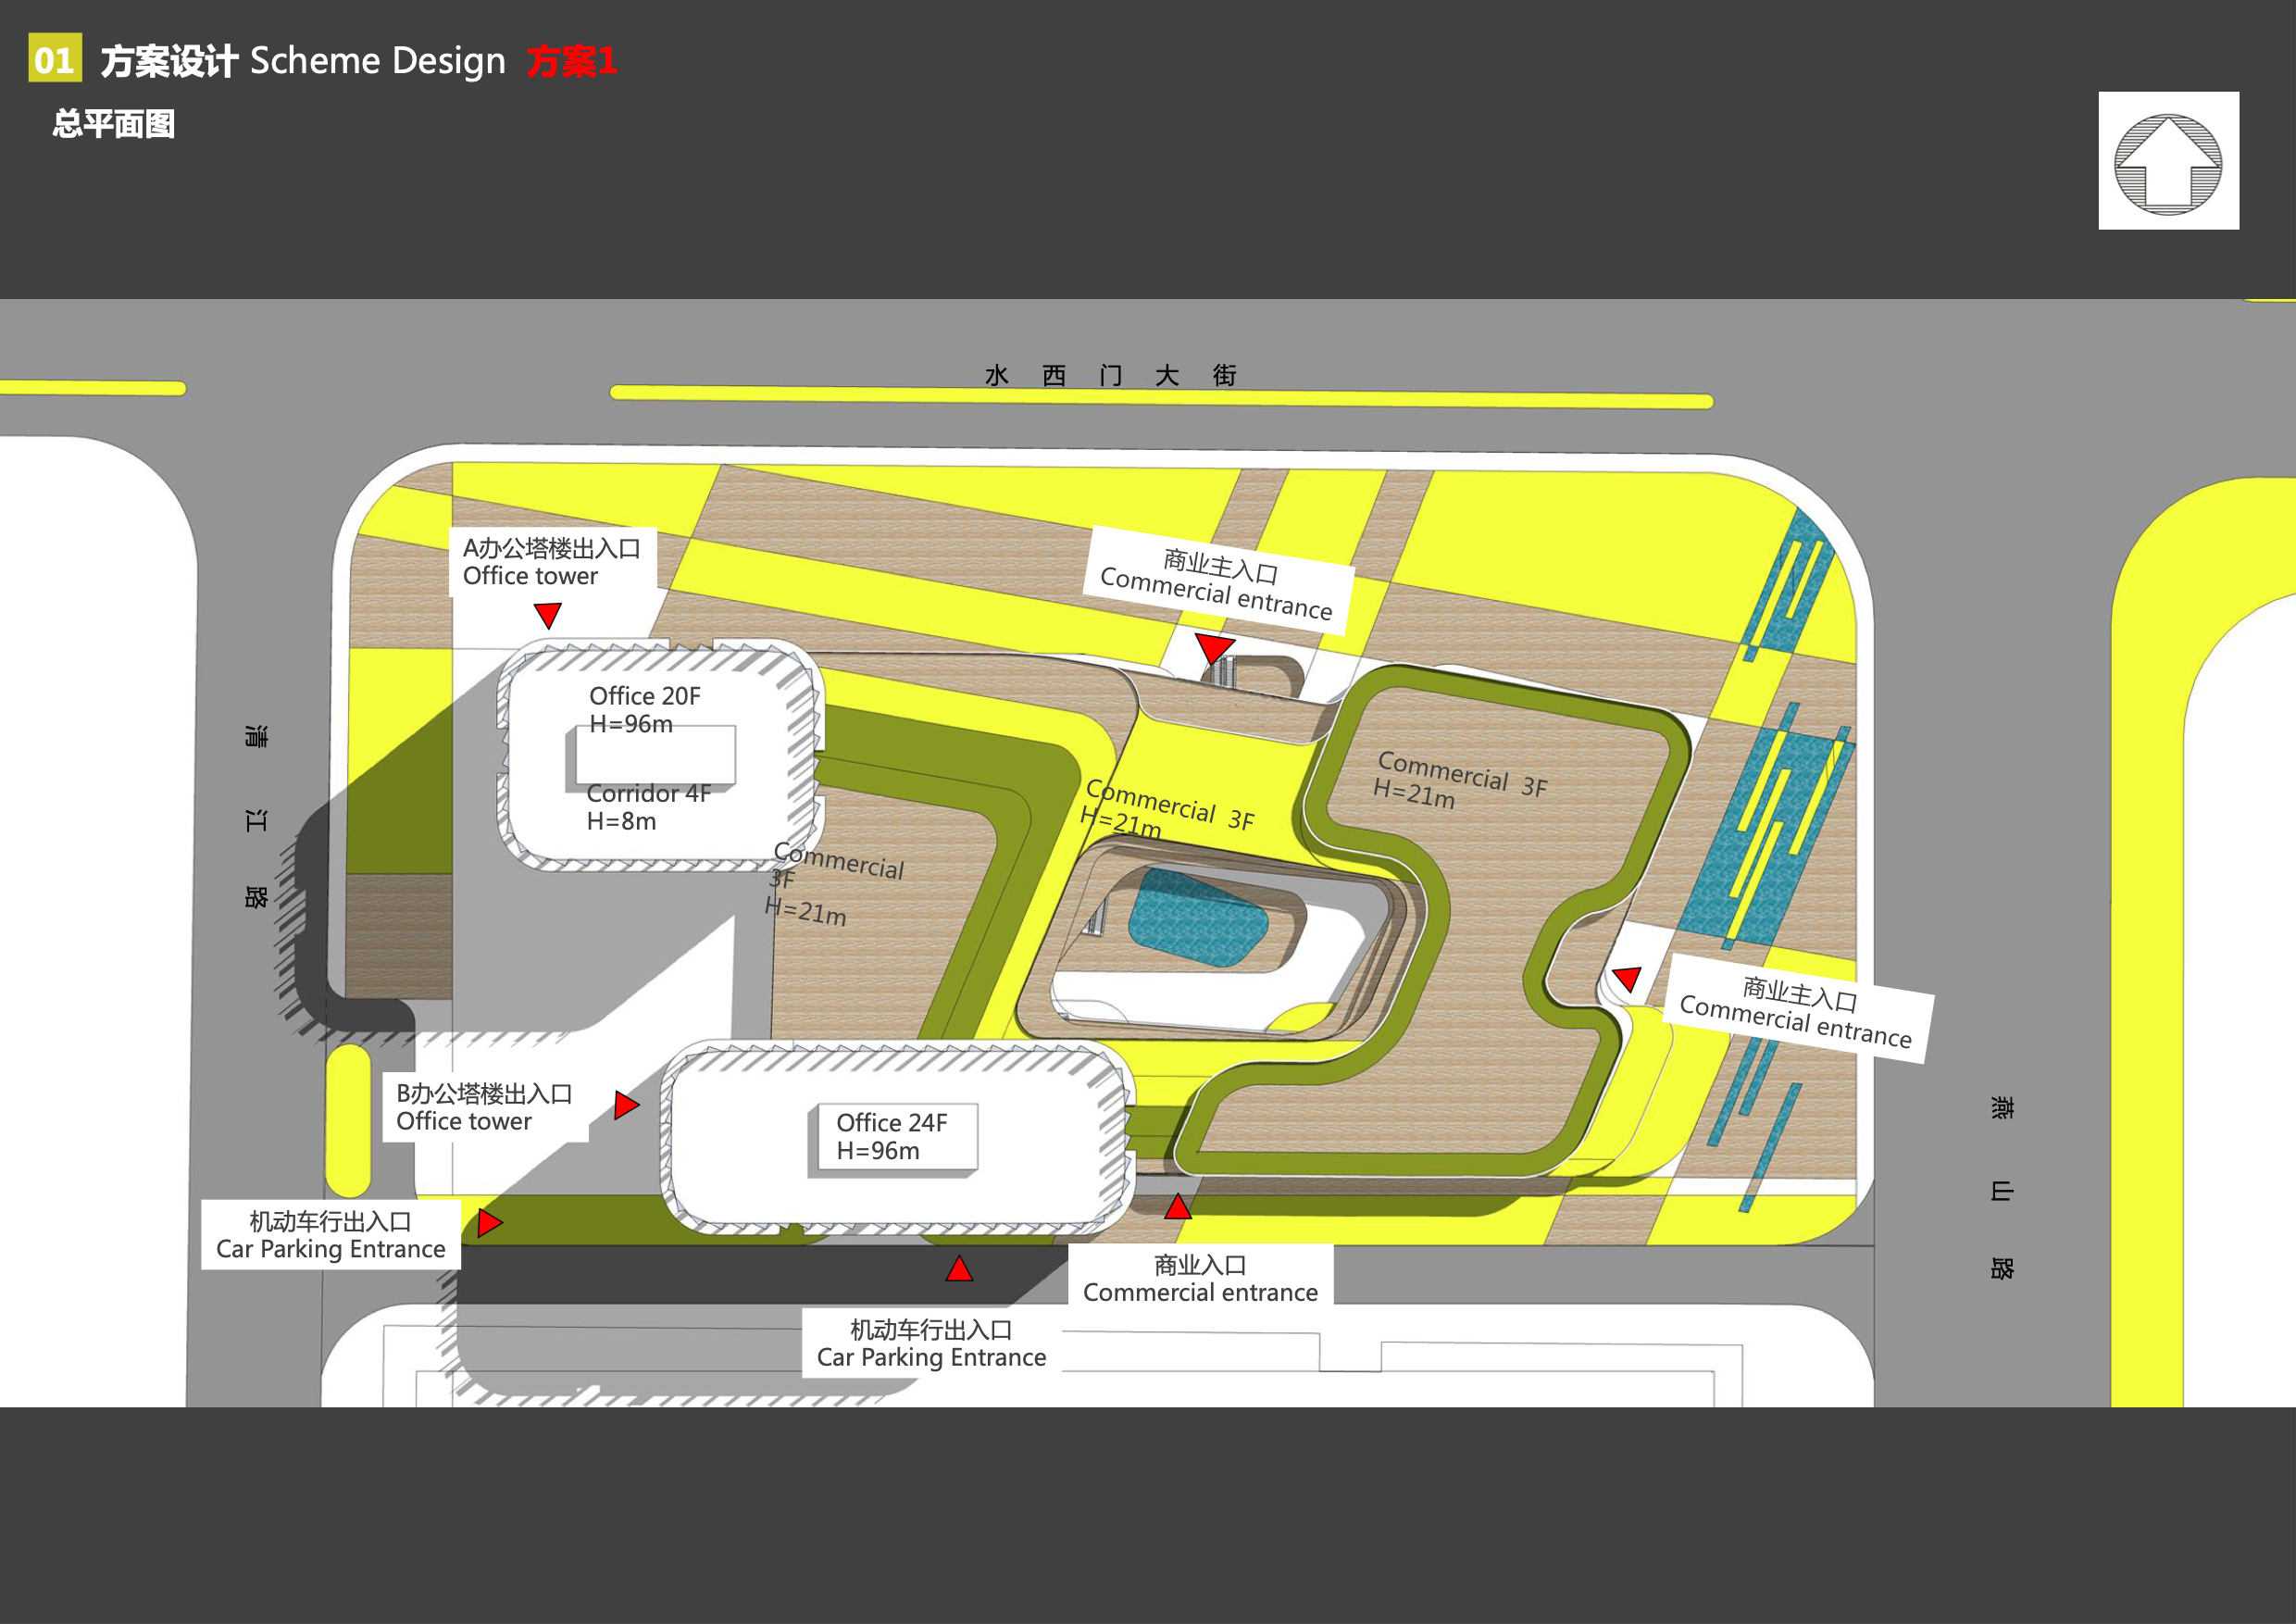 01 方案设计 Scheme Design 方案1
总平面图
水西门大街
A办公塔楼出入口
Office tower
商业主入口
Commercial entrance
Office 20F
H=96m
Corridor 4F
H=8m
清江路
Commercial 3F
H=21m
Commercial 3F
H=21m
Commercial
3F
H=21m
商业主入口
Commercial entrance
B办公塔楼出入口
Office tower
Office 24F
H=96m
燕山路
机动车行出入口
Car Parking Entrance
商业入口
Commercial entrance
机动车行出入口
Car Parking Entrance